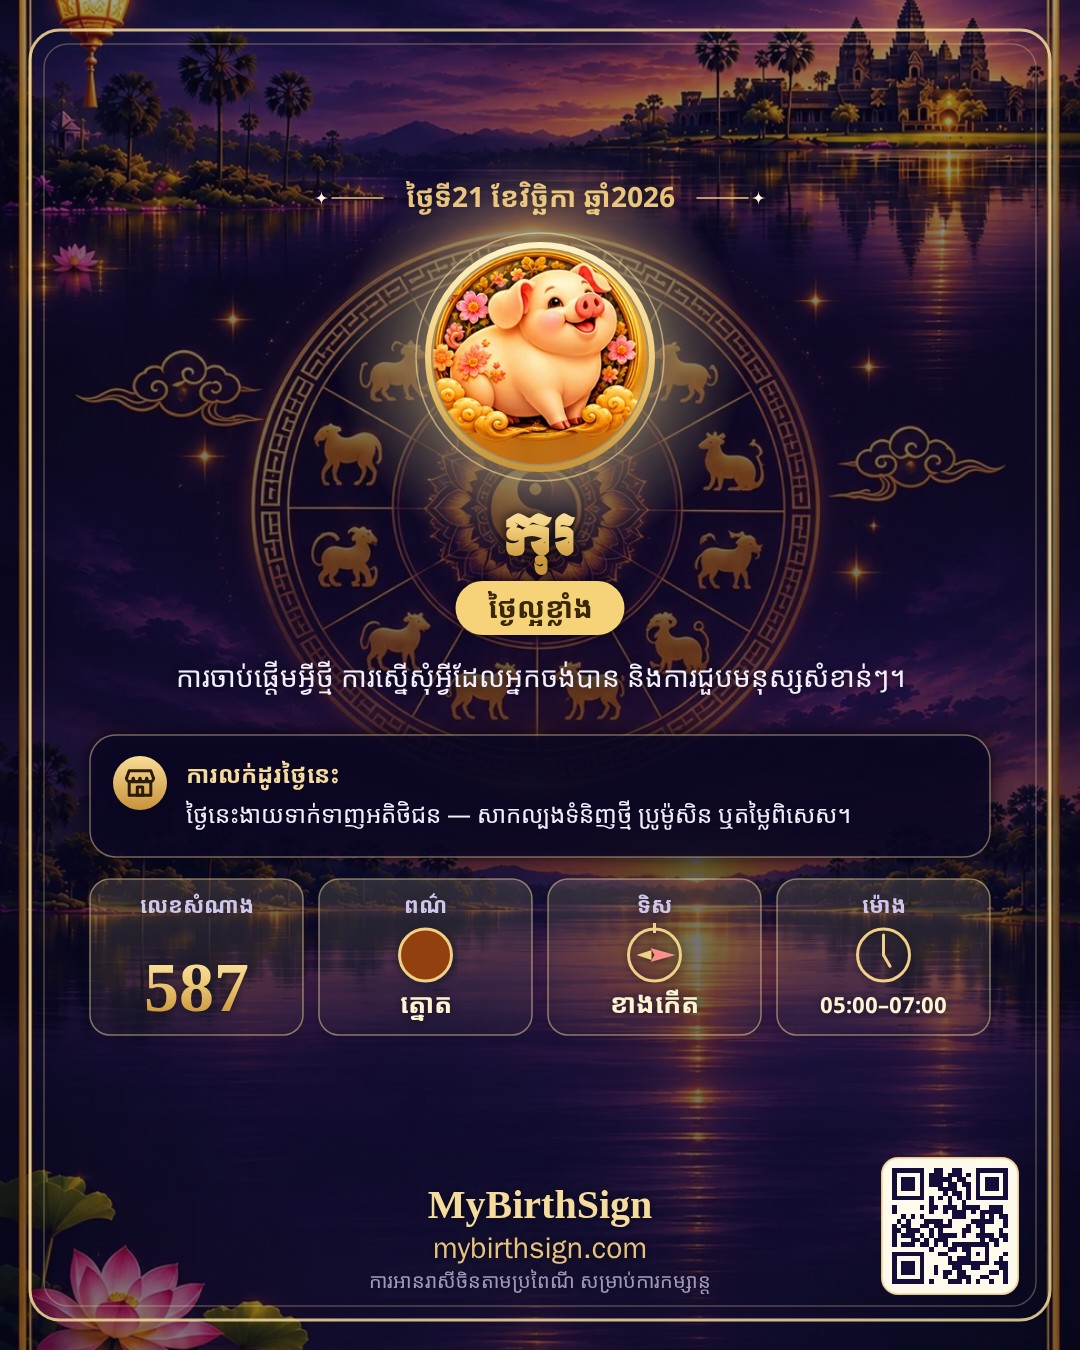 ថ្ងៃទី21 ខែវិច្ឆិកា ឆ្នាំ2026
កុរ
ថ្ងៃល្អខ្លាំង
ការចាប់ផ្តើមអ្វីថ្មី ការស្នើសុំអ្វីដែលអ្នកចង់បាន និងការជួបមនុស្សសំខាន់ៗ។
ការលក់ដូរថ្ងៃនេះ
ថ្ងៃនេះងាយទាក់ទាញអតិថិជន — សាកល្បងទំនិញថ្មី ប្រូម៉ូសិន ឬតម្លៃពិសេស។
លេខសំណាង
587
ពណ៌
ត្នោត
ទិស
ខាងកើត
ម៉ោង
05:00–07:00
MyBirthSign
mybirthsign.com
ការអានរាសីចិនតាមប្រពៃណី សម្រាប់ការកម្សាន្ត